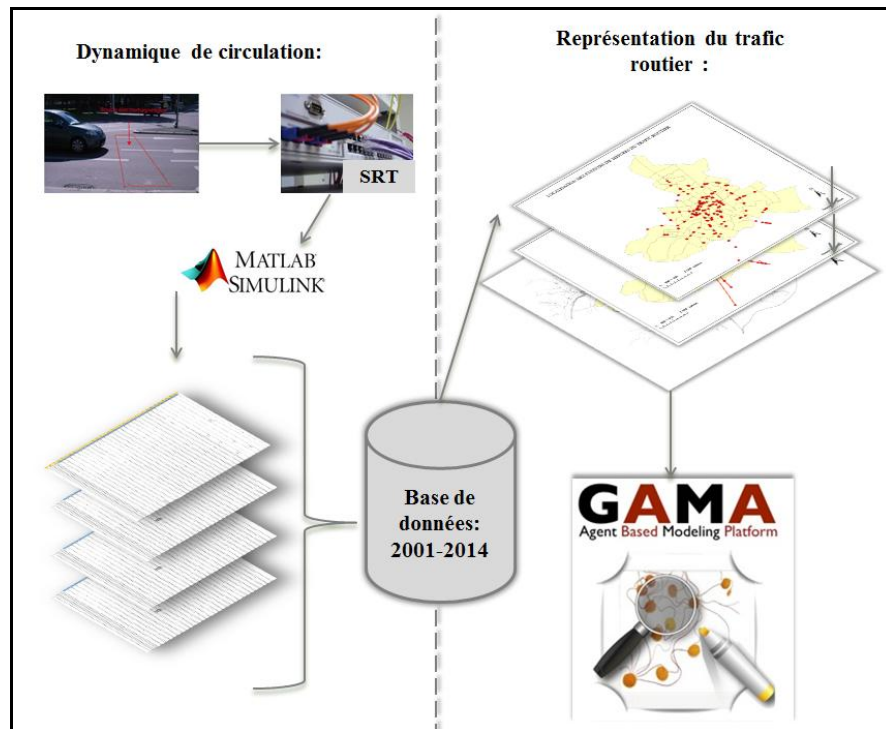 Dynamique de circulation:
Représentation du trafic
routier :
SRT
MATLAB
SIMULINK®
Base de
données:
2001-2014
GAMA
Agent Based Modeling Platform